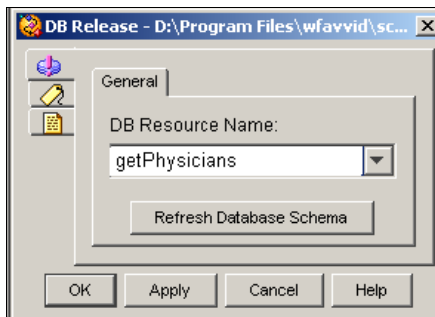 DB Release - D:\Program Files\wfavvid\sc...
General
DB Resource Name:
getPhysicians
Refresh Database Schema
OK Apply Cancel Help